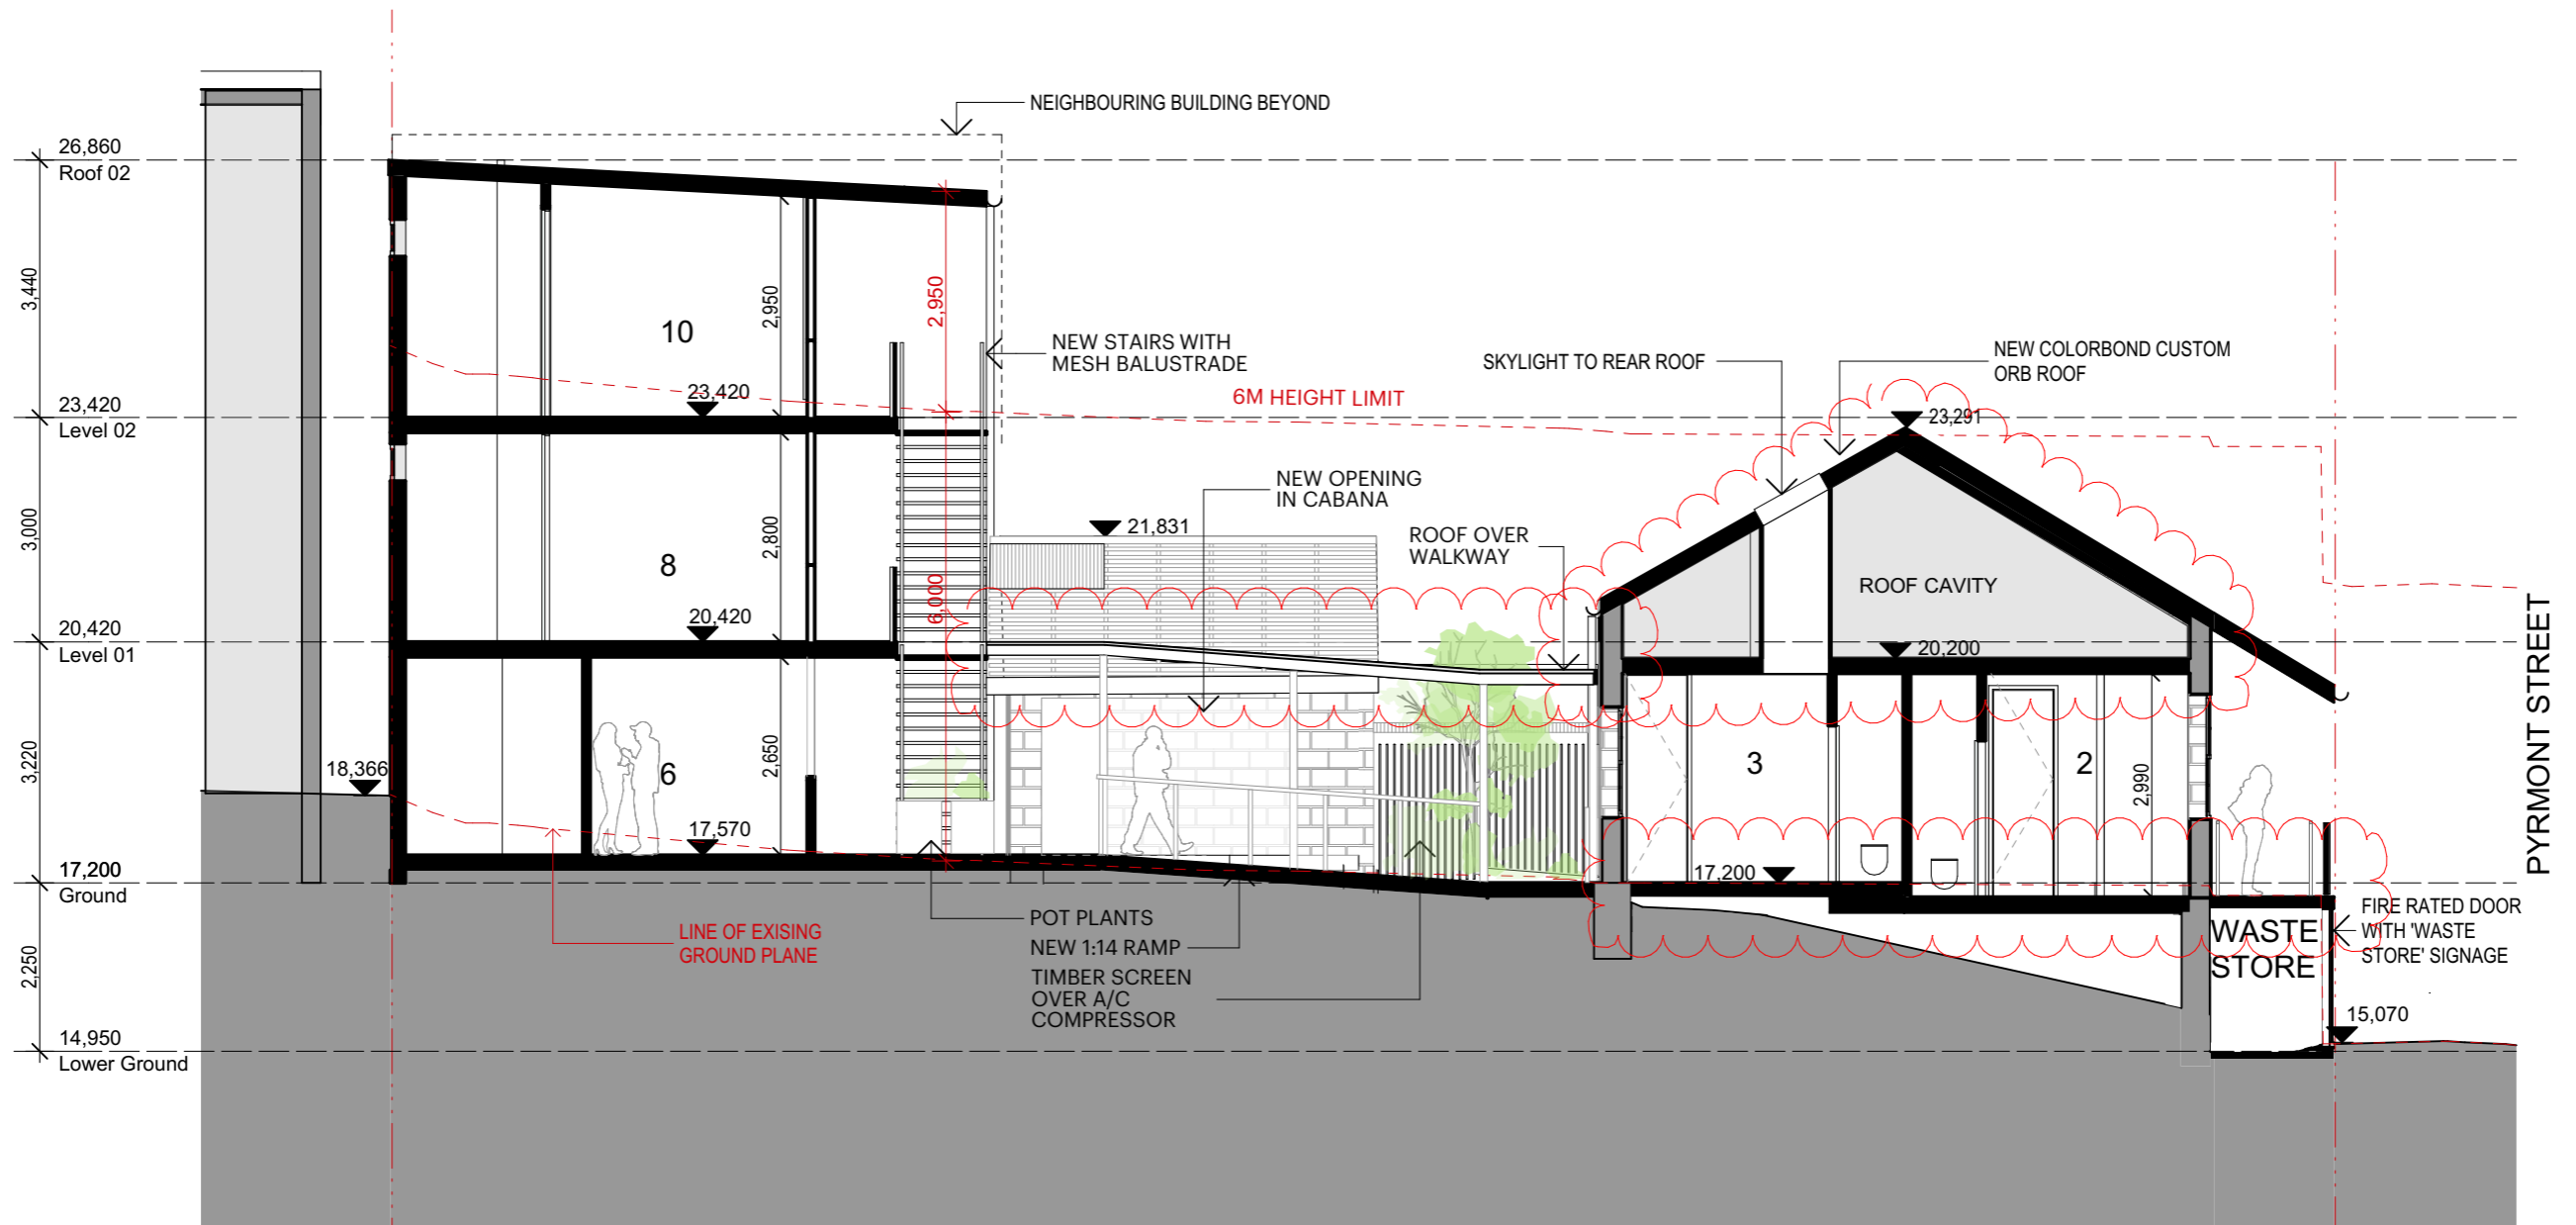 NEIGHBOURING BUILDING BEYOND
26,860
Roof 02
3,440
2,950
2,950
10
NEW STAIRS WITH
MESH BALUSTRADE
SKYLIGHT TO REAR ROOF
NEW COLORBOND CUSTOM
ORB ROOF
23,420
6M HEIGHT LIMIT
23,420
Level 02
23,291
3,000
2,800
8
NEW OPENING
IN CABANA
21,831
ROOF OVER
WALKWAY
6,000
ROOF CAVITY
20,420
20,420
Level 01
20,200
PYRMONT STREET
3,220
2,650
6
18,366
3
2
2,990
17,570
17,200
Ground
17,200
POT PLANTS
LINE OF EXISING
GROUND PLANE
NEW 1:14 RAMP
TIMBER SCREEN
OVER A/C
COMPRESSOR
WASTE
STORE
FIRE RATED DOOR
WITH 'WASTE
STORE' SIGNAGE
2,250
15,070
14,950
Lower Ground